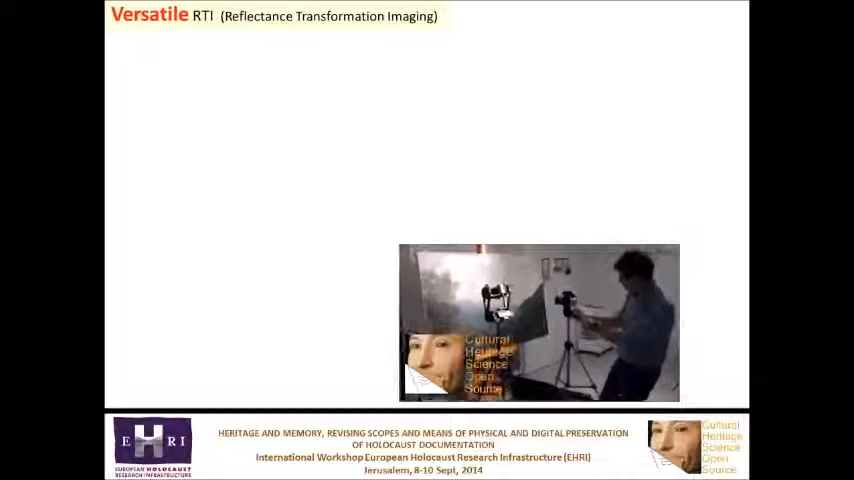 Versatile RTI (Reflectance Transformation Imaging)
Cultural
Heritage
Science
Open
Source
EHRI
EUROPEAN HOLOCAUST
RESEARCH INFRASTRUCTURE
HERITAGE AND MEMORY, REVISING SCOPES AND MEANS OF PHYSICAL AND DIGITAL PRESERVATION
OF HOLOCAUST DOCUMENTATION
International Workshop European Holocaust Research Infrastructure (EHRI)
Jerusalem, 8-10 Sept, 2014
Cultural
Heritage
Science
Open
Source